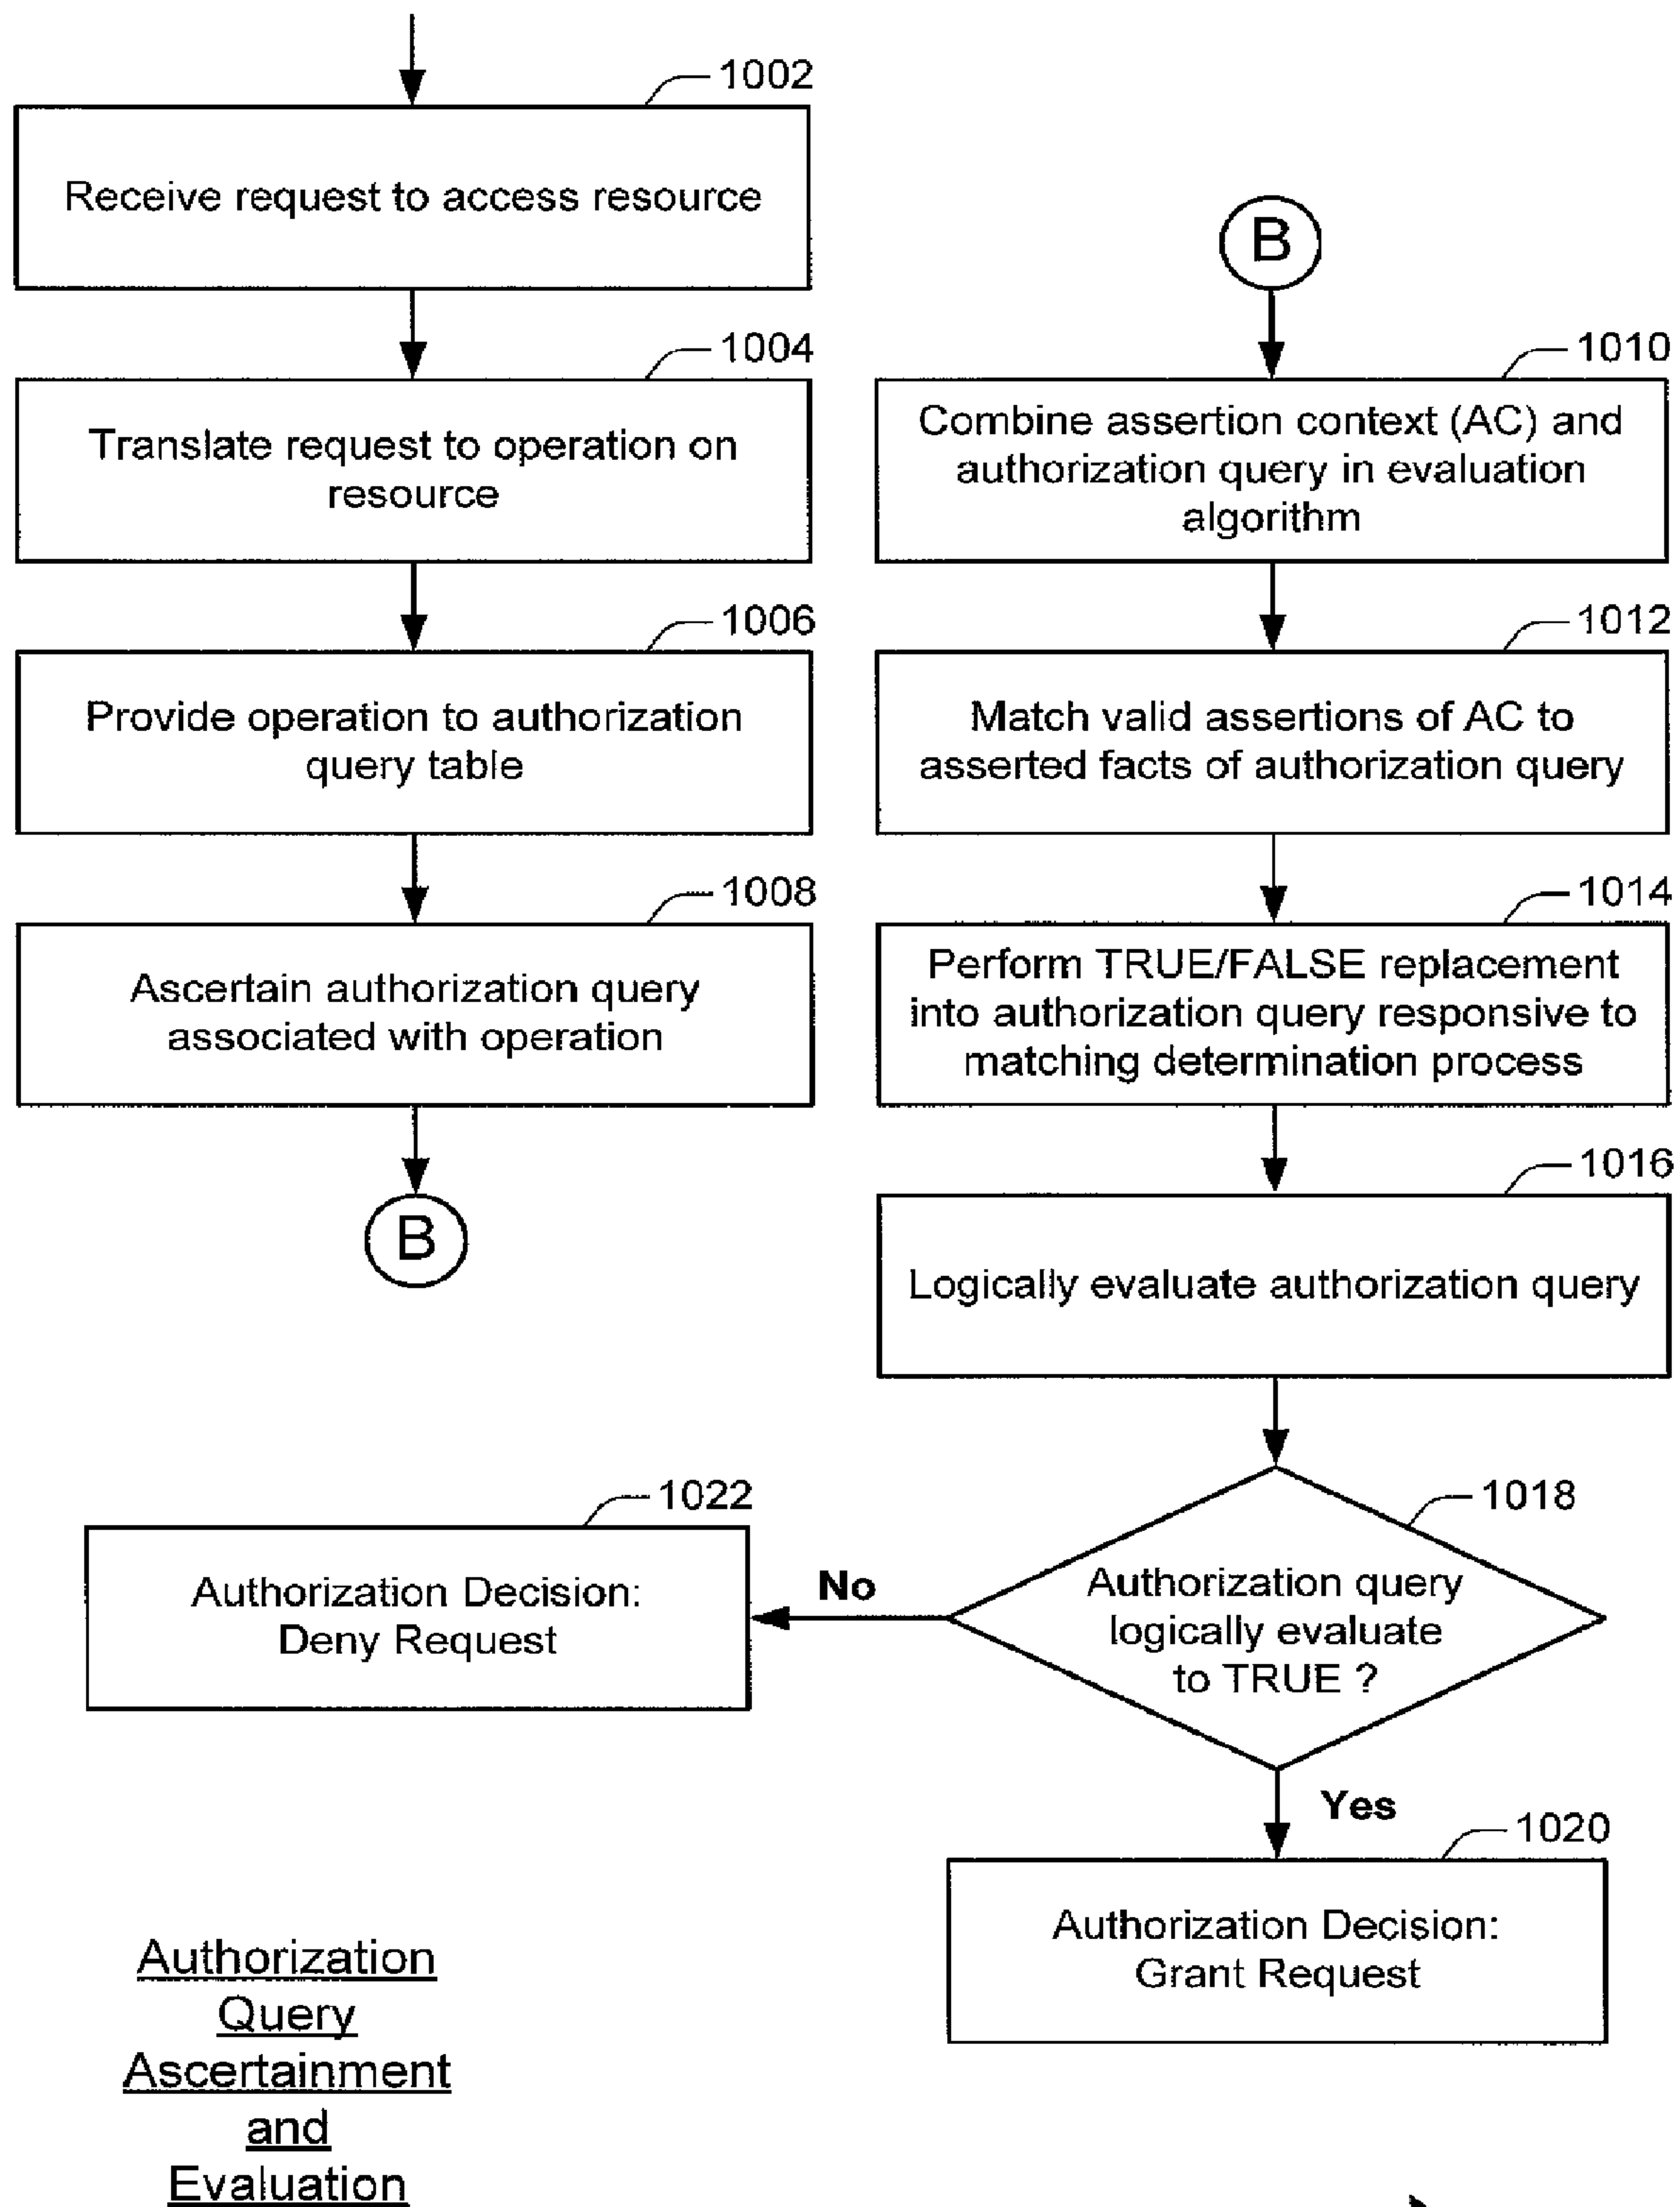 1002
Receive request to access resource
1004
Translate request to operation on
resource
1006
Provide operation to authorization
query table
1008
Ascertain authorization query
associated with operation
B
B
1010
Combine assertion context (AC) and
authorization query in evaluation
algorithm
1012
Match valid assertions of AC to
asserted facts of authorization query
1014
Perform TRUE/FALSE replacement
into authorization query responsive to
matching determination process
1016
Logically evaluate authorization query
1018
Authorization query
logically evaluate
to TRUE ?
No
1022
Authorization Decision:
Deny Request
Yes
1020
Authorization Decision:
Grant Request
Authorization
Query
Ascertainment
and
Evaluation